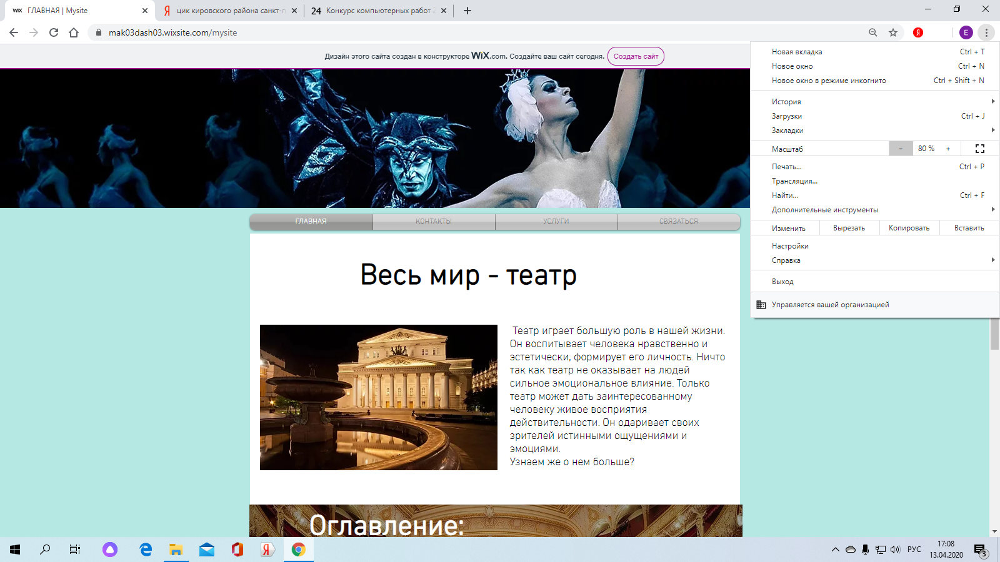 WiX ГЛАВНАЯ | Mysite
Я цик кировского района санкт-п
24 Конкурс компьютерных работ 2
mak03dash03.wixsite.com/mysite
Я
E
Дизайн этого сайта создан в конструкторе WiX.com. Создайте ваш сайт сегодня.
Создать сайт
Новая вкладка Ctrl + T
Новое окно Ctrl + N
Новое окно в режиме инкогнито Ctrl + Shift + N
История
Загрузки Ctrl + J
Закладки
Масштаб – 80 % +
Печать... Ctrl + P
Трансляция...
Найти... Ctrl + F
Дополнительные инструменты
Изменить Вырезать Копировать Вставить
Настройки
Справка
Выход
Управляется вашей организацией
ГЛАВНАЯ КОНТАКТЫ УСЛУГИ СВЯЗАТЬСЯ
Весь мир - театр
Театр играет большую роль в нашей жизни.
Он воспитывает человека нравственно и
эстетически, формирует его личность. Ничто
так как театр не оказывает на людей
сильное эмоциональное влияние. Только
театр может дать заинтересованному
человеку живое восприятия
действительности. Он одаривает своих
зрителей истинными ощущениями и
эмоциями.
Узнаем же о нем больше?
Оглавление:
Я
РУС
17:08
13.04.2020
3